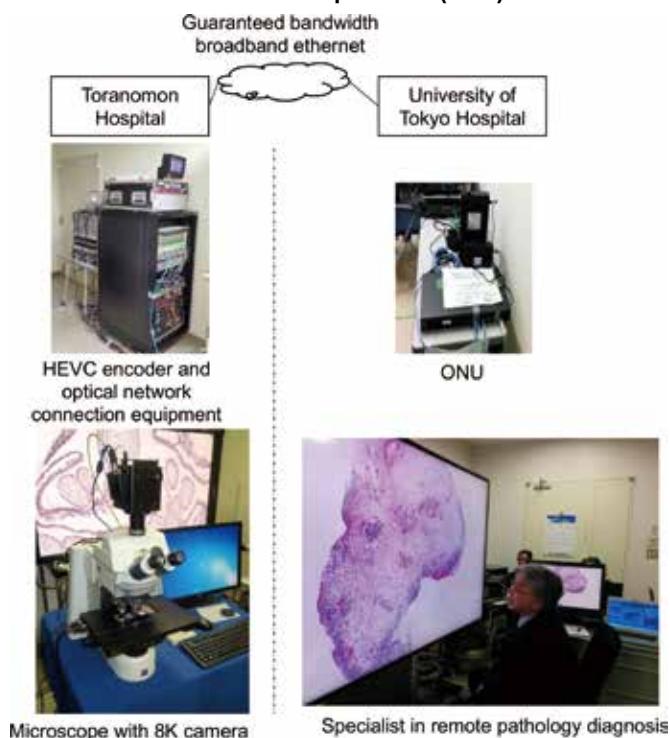 Guaranteed bandwidth
broadband ethernet
Toranomon
Hospital
University of
Tokyo Hospital
HEVC encoder and
optical network
connection equipment
ONU
Microscope with 8K camera
Specialist in remote pathology diagnosis